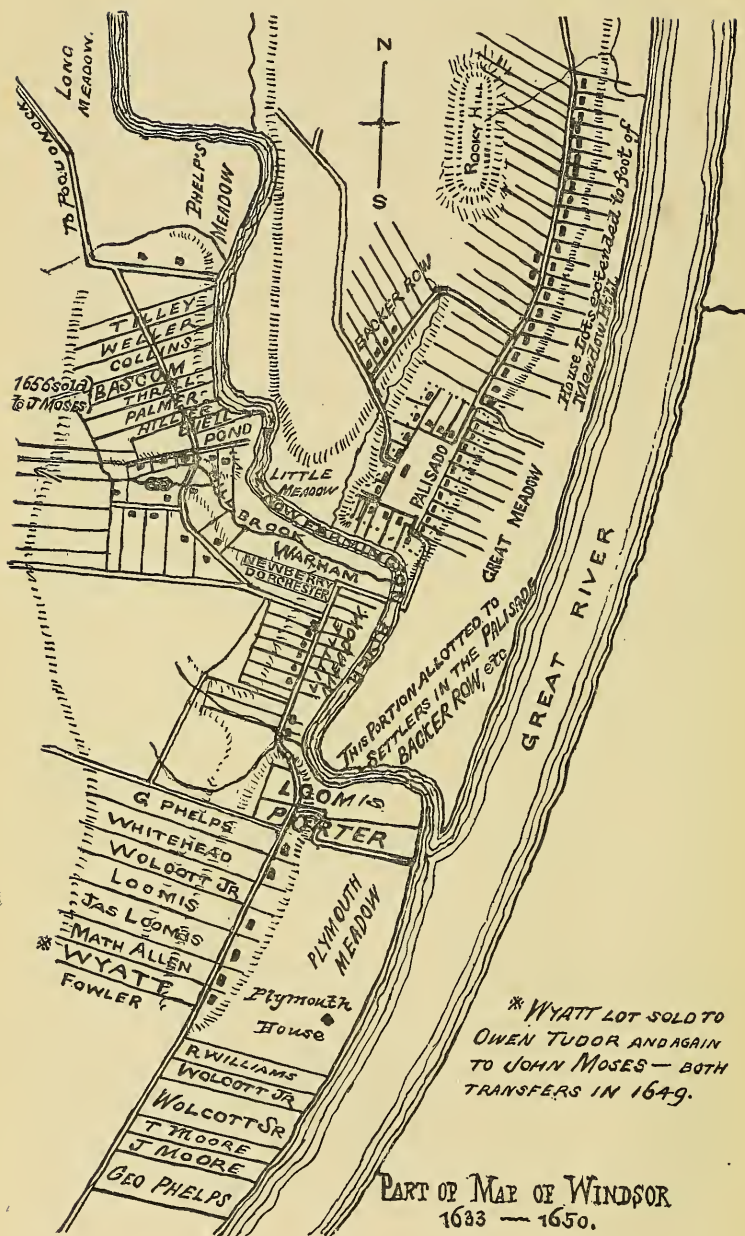 LONG
MEADOW.
TO POQUONOCK
PHELP'S
MEADOW
N
S
ROCKY HILL
BACKER ROW
House Lots extended to foot of
Meadow Hill
TILLEY
WELLER
COLLINS
1656 sold
to J MOSES
BASCOM
THRALL
PALMER
HILLIER
POND
LITTLE
MEADOW
PALISADO
GREAT MEADOW
BROOK
WARHAM
NEWBERRY
DORCHESTER
LITTLE
MEADOW.
RIVER
THIS PORTION ALLOTTED TO
SETTLERS IN THE PALISADE
BACKER ROW, etc
GREAT RIVER
LOOMIS
PORTER
G PHELPS
WHITEHEAD
WOLCOTT JR
LOOMIS
JAS LOOMIS
MATH ALLEN
※ WYATT
FOWLER
PLYMOUTH
MEADOW
Plymouth
House
R WILLIAMS
WOLCOTT JR
WOLCOTT SR
T MOORE
J MOORE
GEO PHELPS
※ WYATT LOT SOLD TO
OWEN TUDOR AND AGAIN
TO JOHN MOSES — BOTH
TRANSFERS IN 1649.
PART OF MAP OF WINDSOR
1633 — 1650.